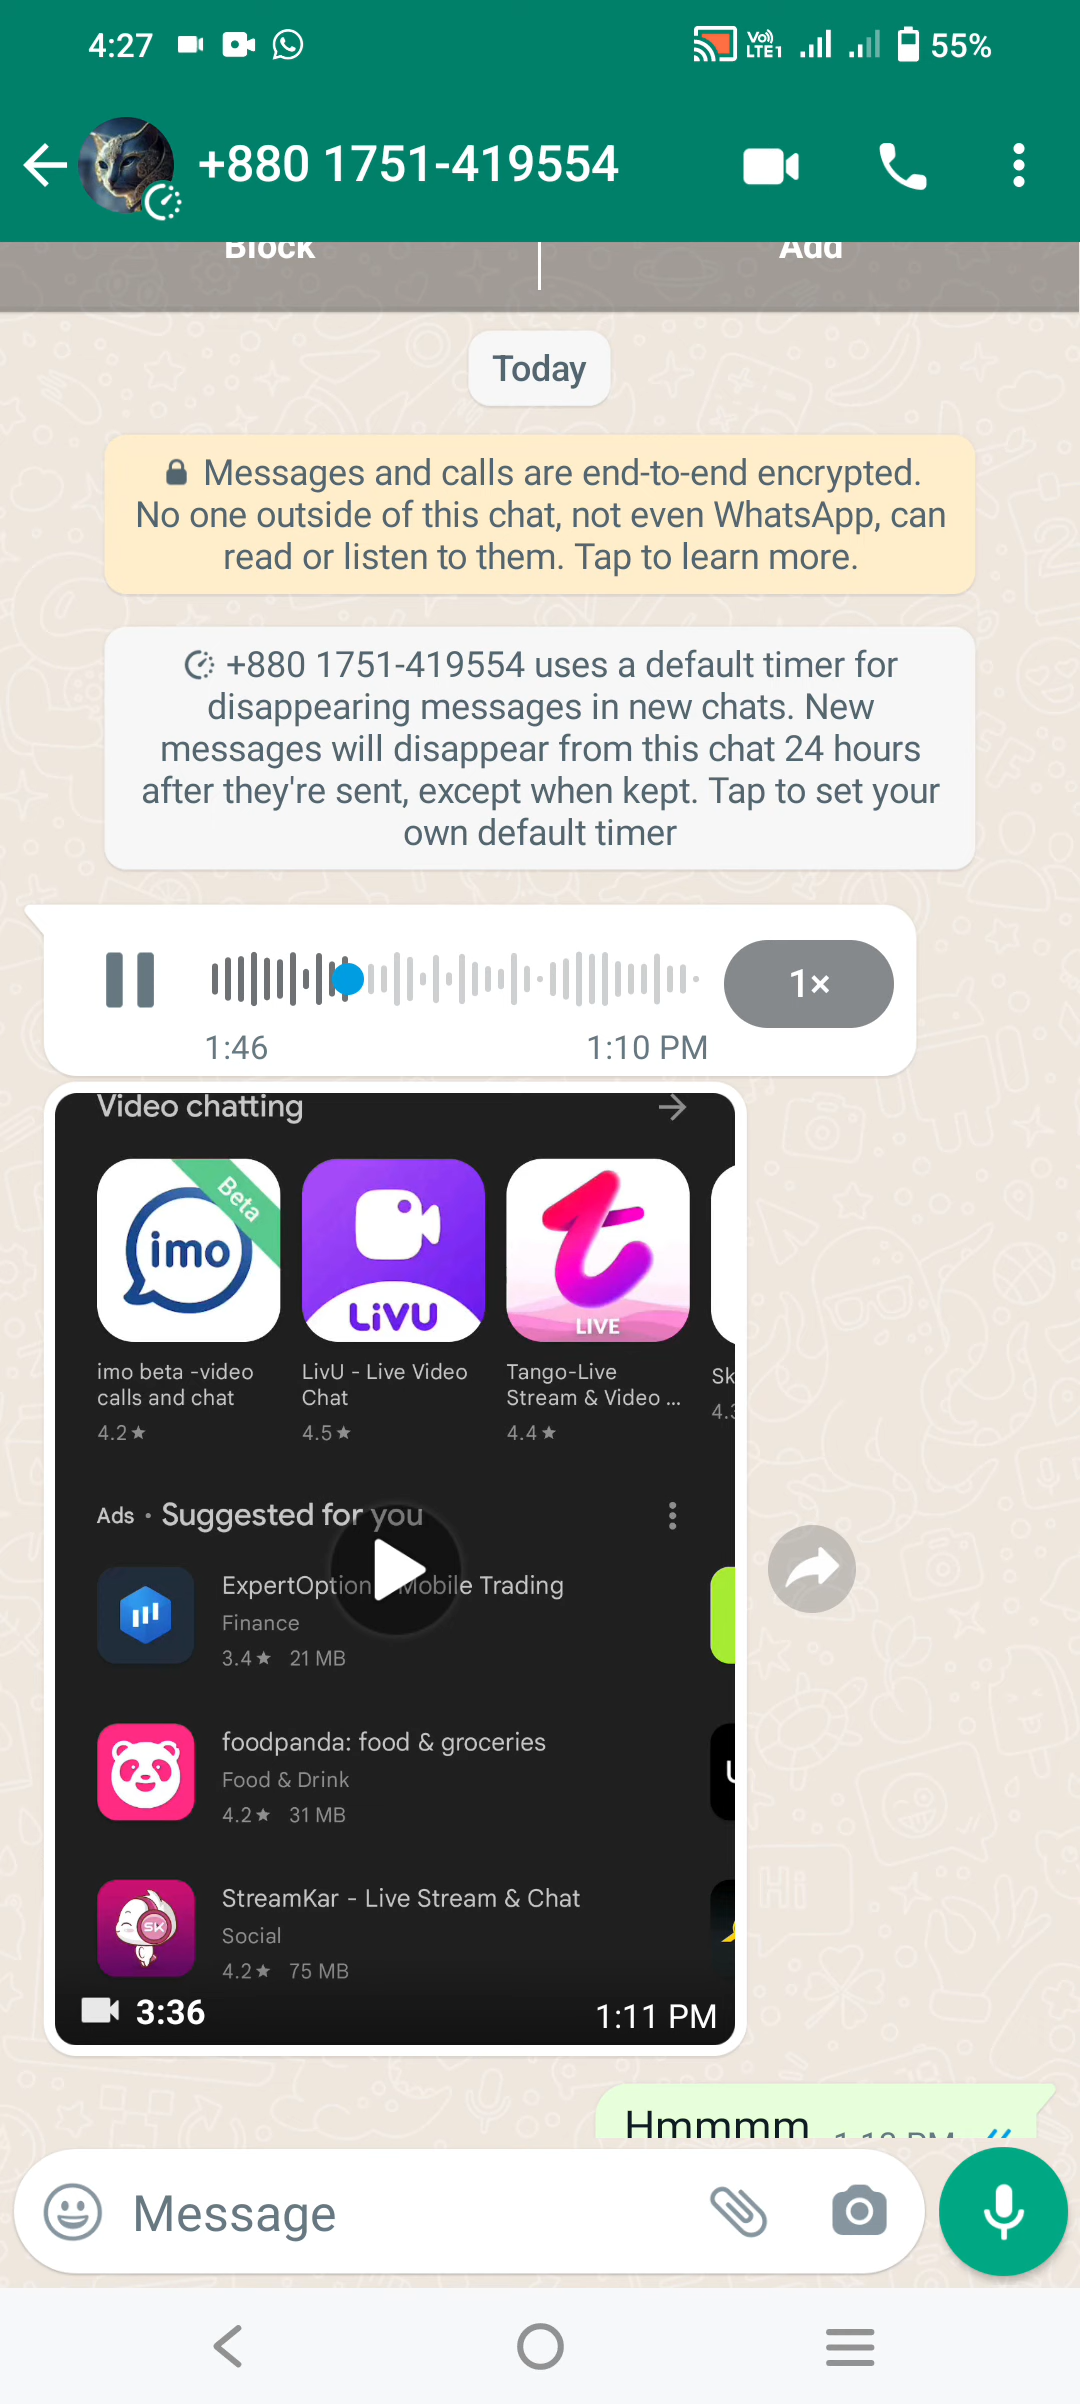 4:27
Vo))
LTE1
55%
+880 1751-419554
Block
Add
Today
Messages and calls are end-to-end encrypted.
No one outside of this chat, not even WhatsApp, can
read or listen to them. Tap to learn more.
+880 1751-419554 uses a default timer for
disappearing messages in new chats. New
messages will disappear from this chat 24 hours
after they're sent, except when kept. Tap to set your
own default timer
1×
1:46
1:10 PM
Video chatting
Beta
imo
LiVU
LIVE
imo beta -video
calls and chat
4.2★
LivU - Live Video
Chat
4.5★
Tango-Live
Stream & Video ...
4.4★
Sk
4.3
Ads • Suggested for you
ExpertOption Mobile Trading
Finance
3.4★ 21 MB
foodpanda: food & groceries
Food & Drink
4.2★ 31 MB
SK
StreamKar - Live Stream & Chat
Social
4.2★ 75 MB
3:36
1:11 PM
Hmmmm
Message